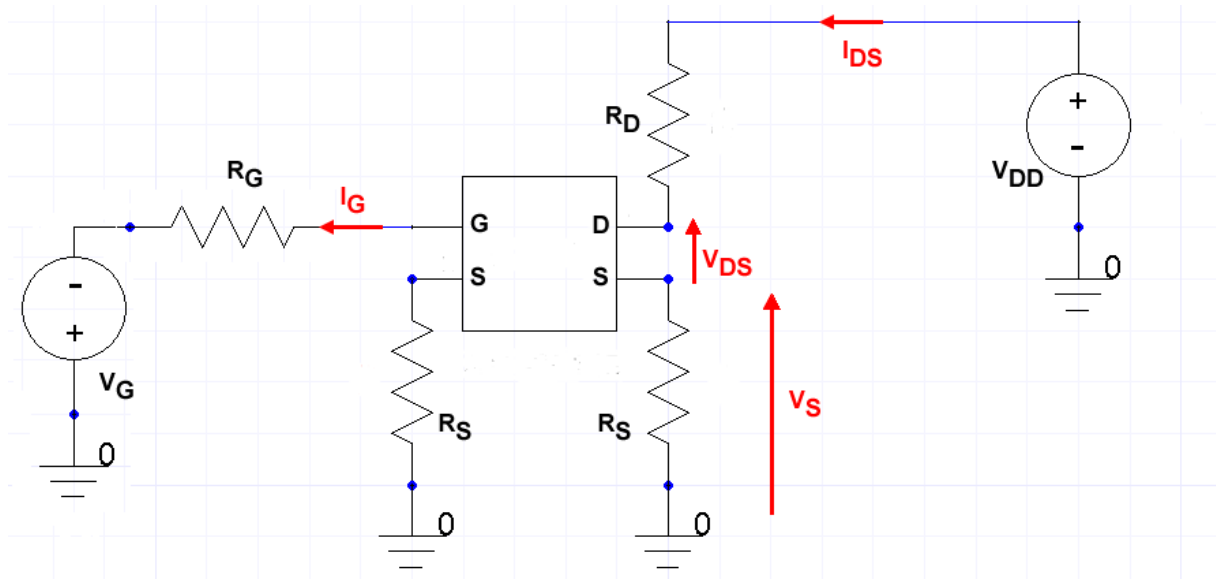 I_DS
R_D
+
-
V_DD
R_G
I_G
G
D
V_DS
S
S
0
-
+
V_G
R_S
R_S
V_S
0
0
0